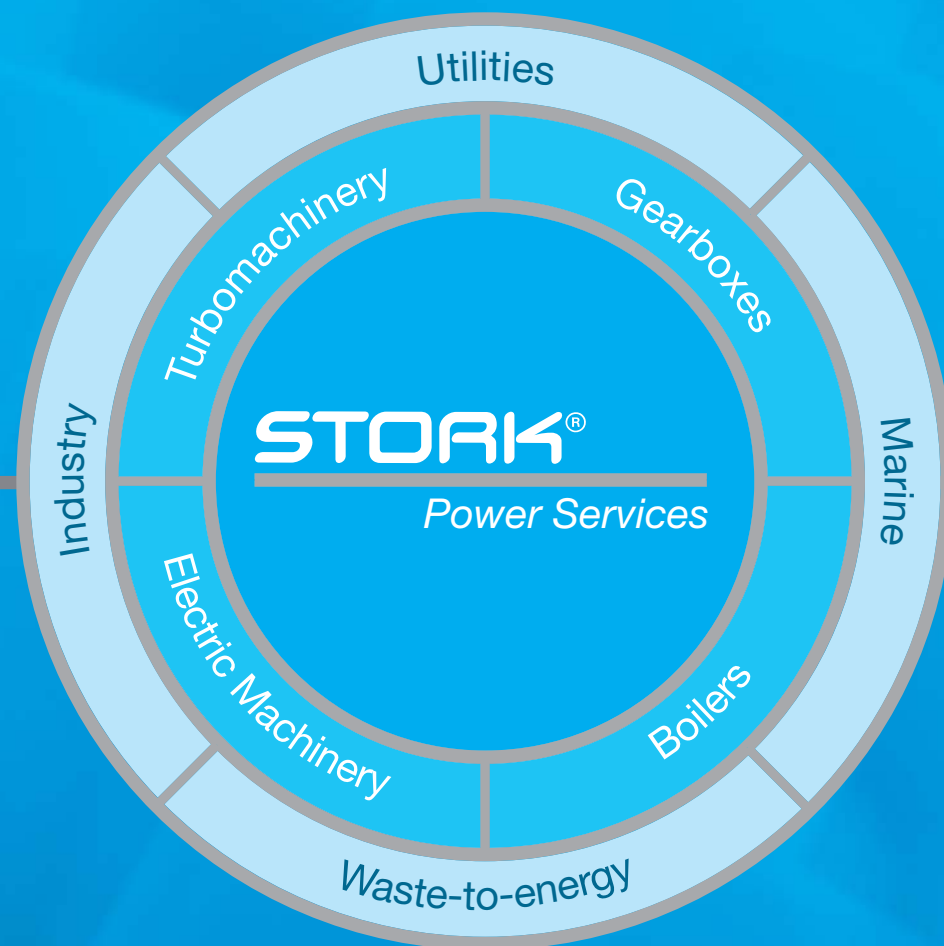 Utilities
Turbomachinery
Gearboxes
Industry
STORK®
Power Services
Marine
Electric Machinery
Boilers
Waste-to-energy